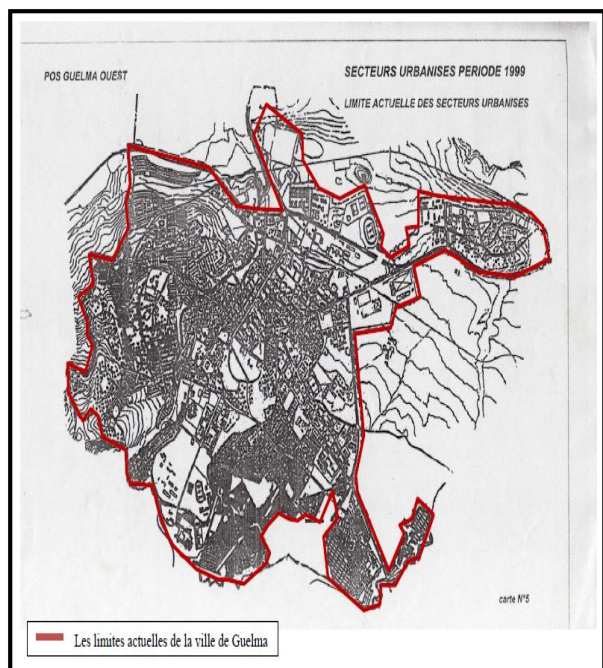 POS GUELMA OUEST
SECTEURS URBANISES PERIODE 1999
LIMITE ACTUELLE DES SECTEURS URBANISES
carte N°5
Les limites actuelles de la ville de Guelma